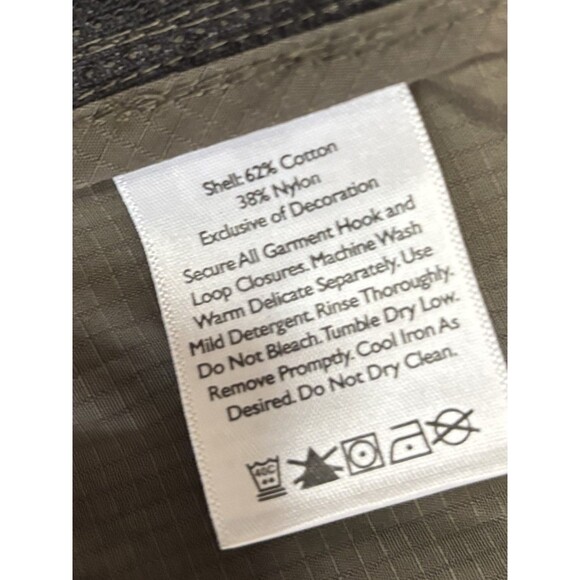 Shell: 62% Cotton
38% Nylon
Exclusive of Decoration
Secure All Garment Hook and
Loop Closures. Machine Wash
Warm Delicate Separately. Use
Mild Detergent. Rinse Thoroughly.
Do Not Bleach. Tumble Dry Low.
Remove Promptly. Cool Iron As
Desired. Do Not Dry Clean.
40C